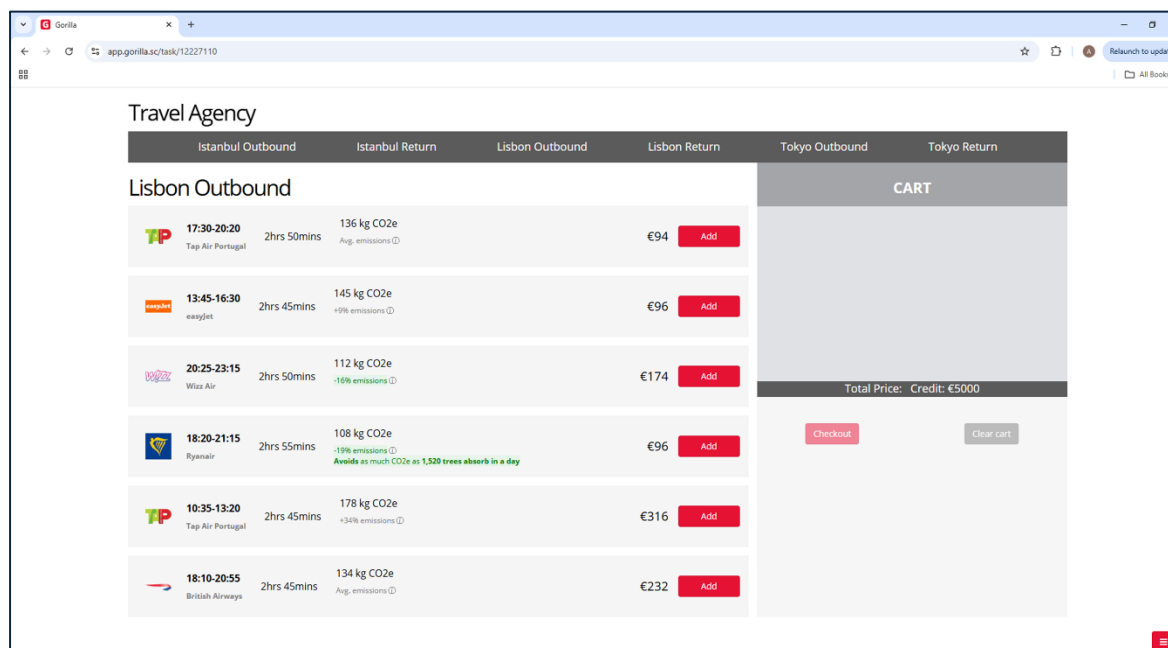 G Gorilla
app.gorilla.sc/task/12227110
A
Relaunch to updat
All Book
Travel Agency
Istanbul Outbound Istanbul Return Lisbon Outbound Lisbon Return Tokyo Outbound Tokyo Return
Lisbon Outbound
CART
TAP 17:30-20:20 2hrs 50mins 136 kg CO2e €94 Add
Tap Air Portugal Avg. emissions ⓘ
easyJet 13:45-16:30 2hrs 45mins 145 kg CO2e €96 Add
easyJet +9% emissions ⓘ
WIZZ 20:25-23:15 2hrs 50mins 112 kg CO2e €174 Add
Wizz Air -16% emissions ⓘ
Total Price: Credit: €5000
18:20-21:15 2hrs 55mins 108 kg CO2e €96 Add
Ryanair -19% emissions ⓘ
Avoids as much CO2e as 1,520 trees absorb in a day
Checkout Clear cart
TAP 10:35-13:20 2hrs 45mins 178 kg CO2e €316 Add
Tap Air Portugal +34% emissions ⓘ
18:10-20:55 2hrs 45mins 134 kg CO2e €232 Add
British Airways Avg. emissions ⓘ